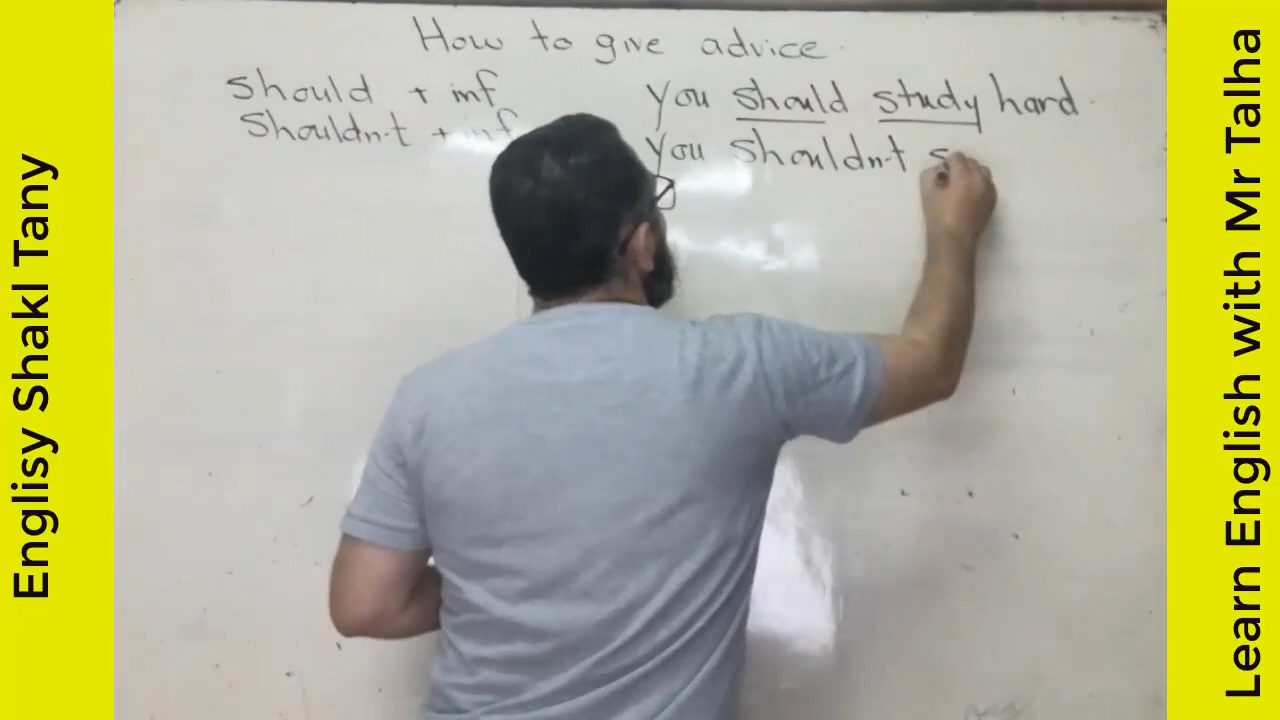 Englisy Shakl Tany
How to give advice.
should + inf
Shouldn't + inf
you should study hard.
you Shouldn't s
Learn English with Mr Talha